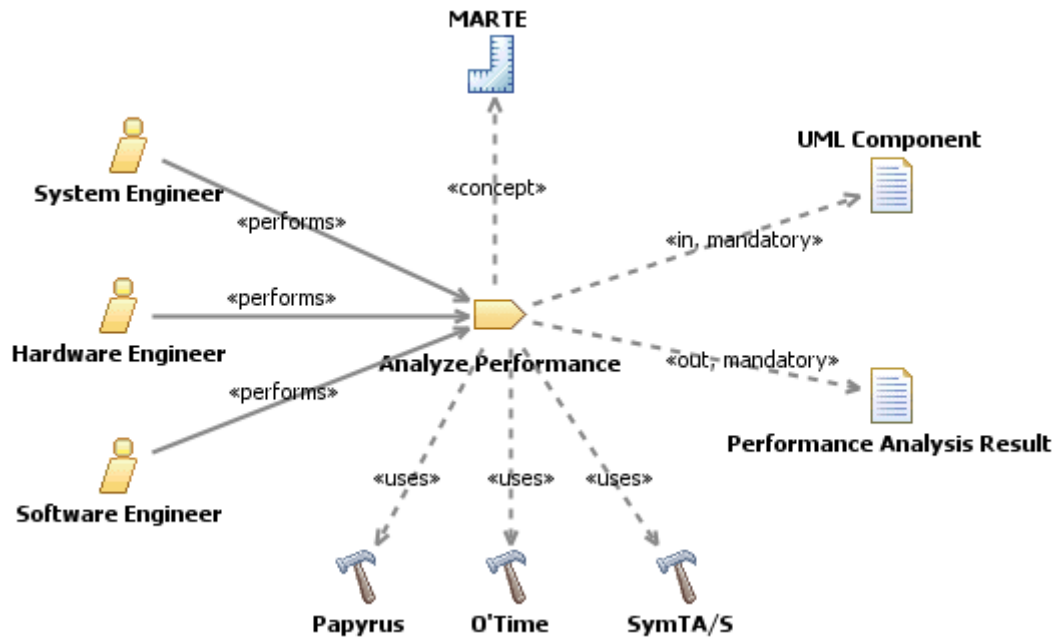 MARTE
UML Component
System Engineer
«concept»
«performs»
«in, mandatory»
«performs»
Hardware Engineer
Analyze Performance
«out, mandatory»
«performs»
Performance Analysis Result
«uses»
«uses»
«uses»
Software Engineer
Papyrus
O'Time
SymTA/S